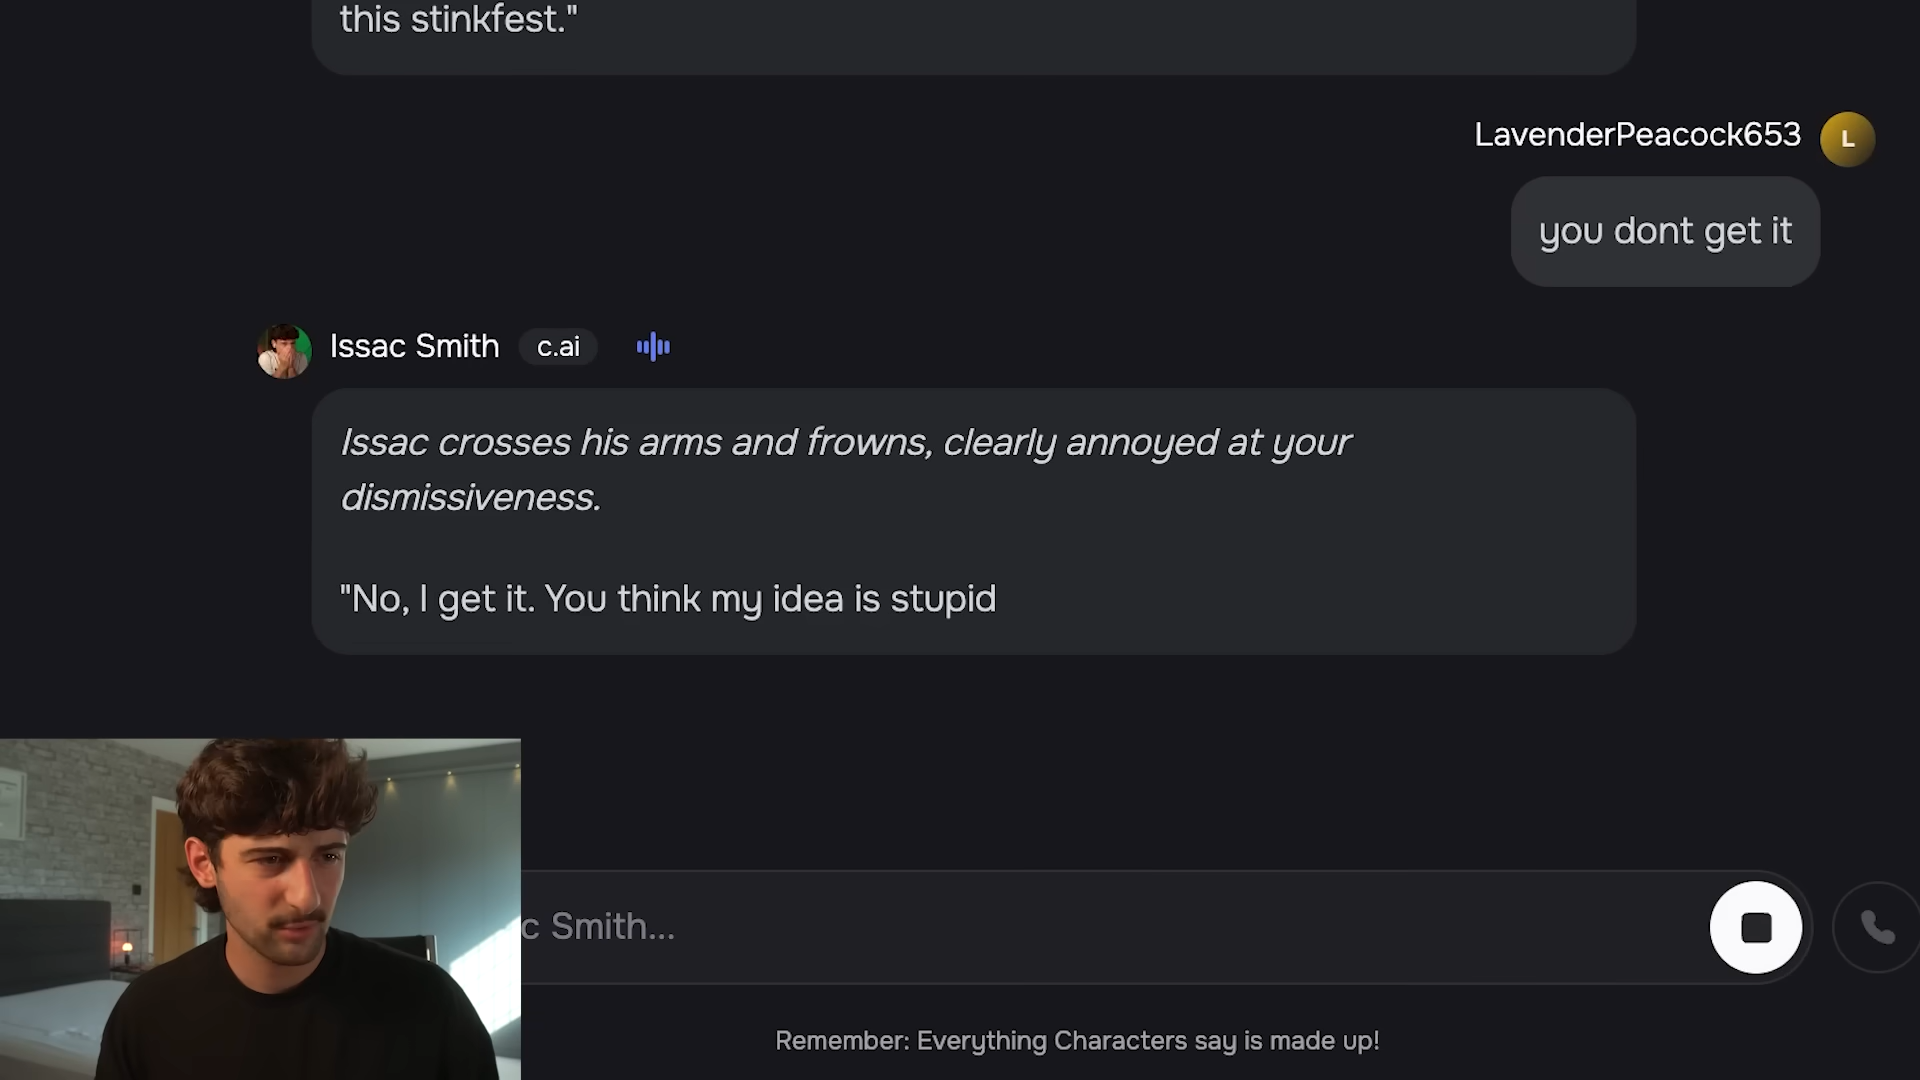 this stinkfest."
LavenderPeacock653
L
you dont get it
Issac Smith c.ai
Issac crosses his arms and frowns, clearly annoyed at your
dismissiveness.
"No, I get it. You think my idea is stupid
c Smith...
Remember: Everything Characters say is made up!